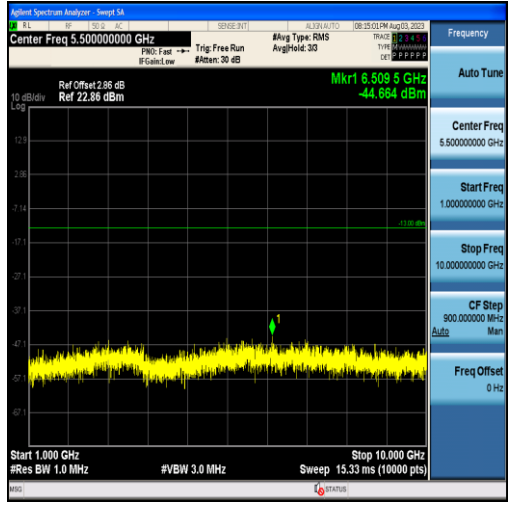 Agilent Spectrum Analyzer - Swept SA
RL RF 50 Ω AC SENSE:INT ALIGN AUTO 08:15:01 PM Aug 03, 2023
Center Freq 5.500000000 GHz #Avg Type: RMS TRACE 1 2 3 4 5 6
PNO: Fast Trig: Free Run Avg|Hold: 3/3 TYPE MWWWWW
IFGain:Low #Atten: 30 dB DET P P P P P P
Mkr1 6.509 5 GHz
Ref Offset 2.86 dB
10 dB/div Ref 22.86 dBm -44.664 dBm
Log
12.9
2.86
-7.14
-13.00 dBm
-17.1
-27.1
-37.1
1
-47.1
-57.1
-67.1
Start 1.000 GHz Stop 10.000 GHz
#Res BW 1.0 MHz #VBW 3.0 MHz Sweep 15.33 ms (10000 pts)
MSG STATUS
Frequency
Auto Tune
Center Freq
5.500000000 GHz
Start Freq
1.000000000 GHz
Stop Freq
10.000000000 GHz
CF Step
900.000000 MHz
Auto Man
Freq Offset
0 Hz